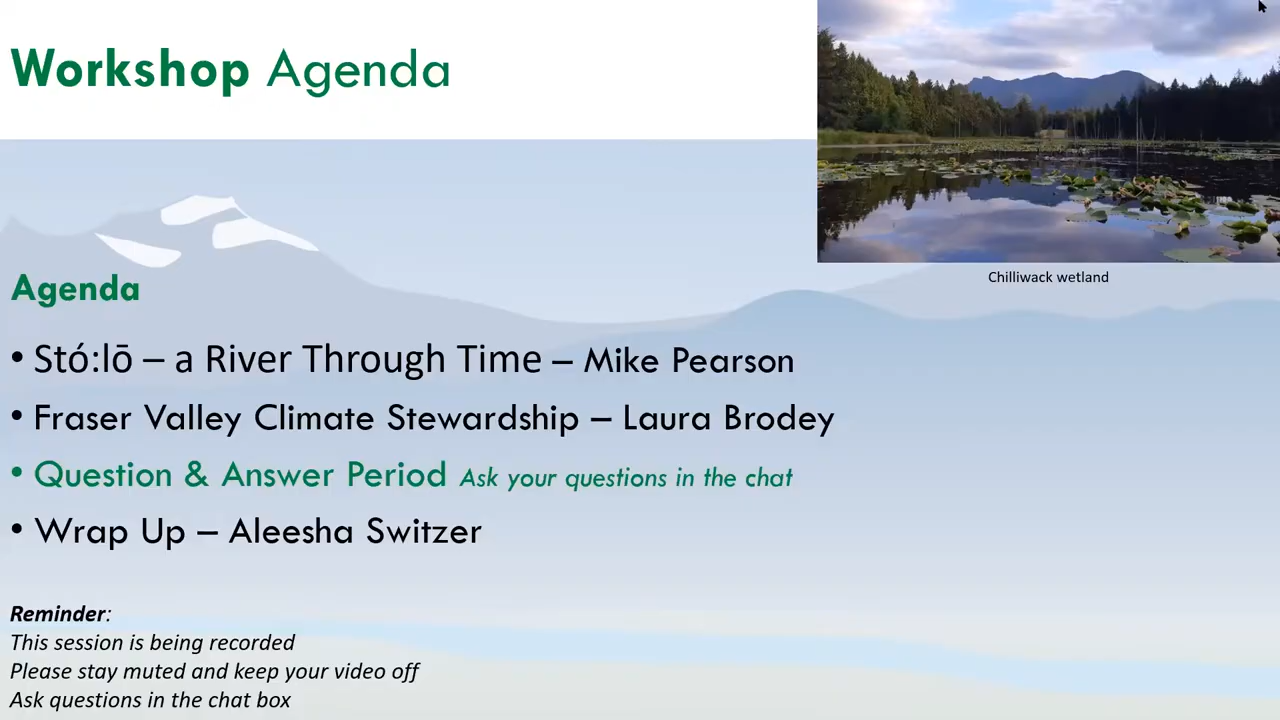 Workshop Agenda
Chilliwack wetland
Agenda
• Stó:lō – a River Through Time – Mike Pearson
• Fraser Valley Climate Stewardship – Laura Brodey
• Question & Answer Period Ask your questions in the chat
• Wrap Up – Aleesha Switzer
Reminder:
This session is being recorded
Please stay muted and keep your video off
Ask questions in the chat box